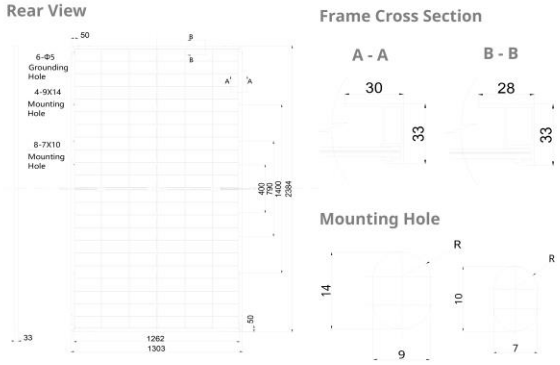 Rear View
50
B
6-Φ5
Grounding
Hole
B
A A
4-9X14
Mounting
Hole
8-7X10
Mounting
Hole
400
790
1400
2384
50
33
1262
1303
Frame Cross Section
A - A
B - B
30
28
33
33
Mounting Hole
R
R
14
10
9
7